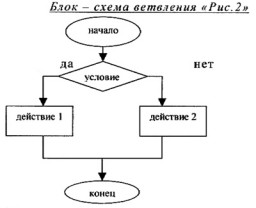 Блок – схема ветвления «Рис.2»
начало
да
нет
условие
действие 1
действие 2
конец